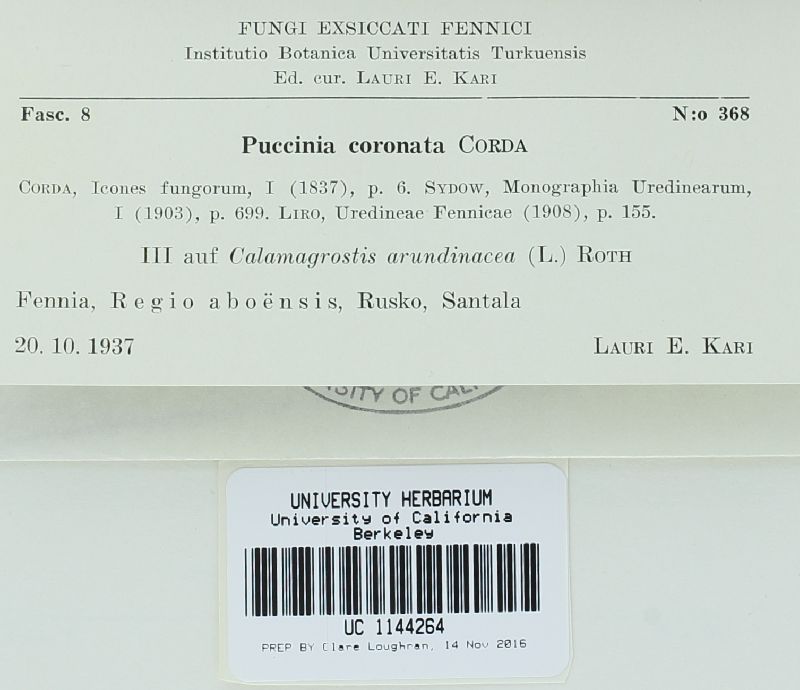 FUNGI EXSICCATI FENNICI
Institutio Botanica Universitatis Turkuensis
Ed. cur. LAURI E. KARI
Fasc. 8 N:o 368
Puccinia coronata CORDA
CORDA, Icones fungorum, I (1837), p. 6. SYDOW, Monographia Uredinearum,
I (1903), p. 699. LIRO, Uredineae Fennicae (1908), p. 155.
III auf Calamagrostis arundinacea (L.) ROTH
Fennia, Regio aboënsis, Rusko, Santala
20. 10. 1937 LAURI E. KARI
SITY OF CAL
UNIVERSITY HERBARIUM
University of California
Berkeley
UC 1144264
PREP BY Clare Loughran, 14 Nov 2016